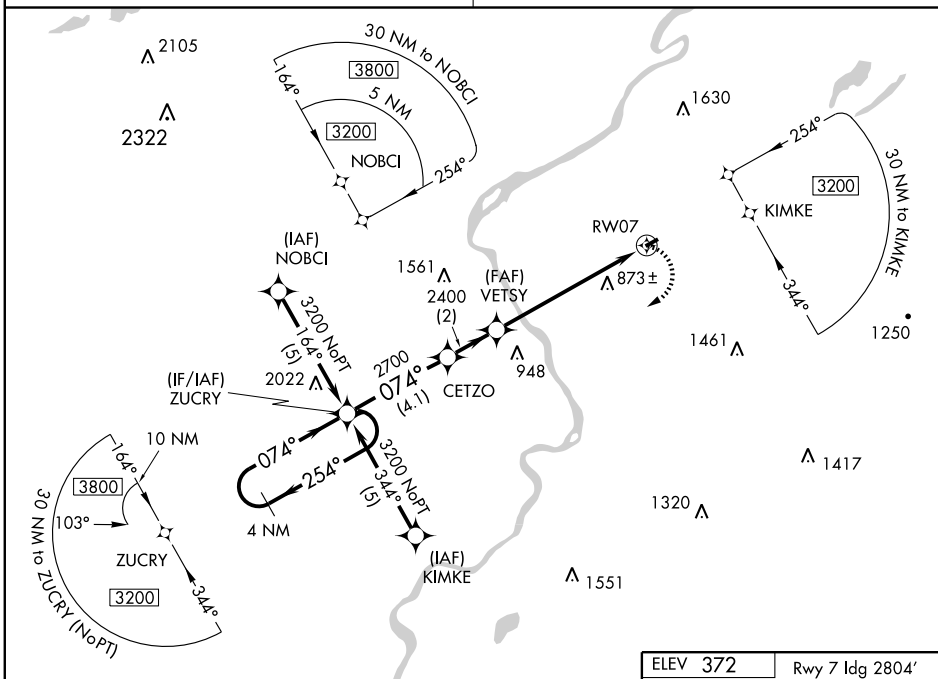 2105
2322
30 NM to NOBCI
3800
164°
5 NM
3200
NOBCI
254°
1630
254°
3200
30 NM to KIMKE
KIMKE
344°
RW07
873±
1250
1461
(IAF)
NOBCI
3200 NoPT
164°
(5)
1561
2400
(2)
(FAF)
VETSY
948
2700
074°
(4.1)
CETZO
2022
(IF/IAF)
ZUCRY
074°
254°
4 NM
3200 NoPT
344°
(5)
(IAF)
KIMKE
10 NM
164°
3800
103°
ZUCRY
3200
344°
30 NM to ZUCRY (NoPT)
1417
1320
1551
ELEV 372
Rwy 7 ldg 2804'